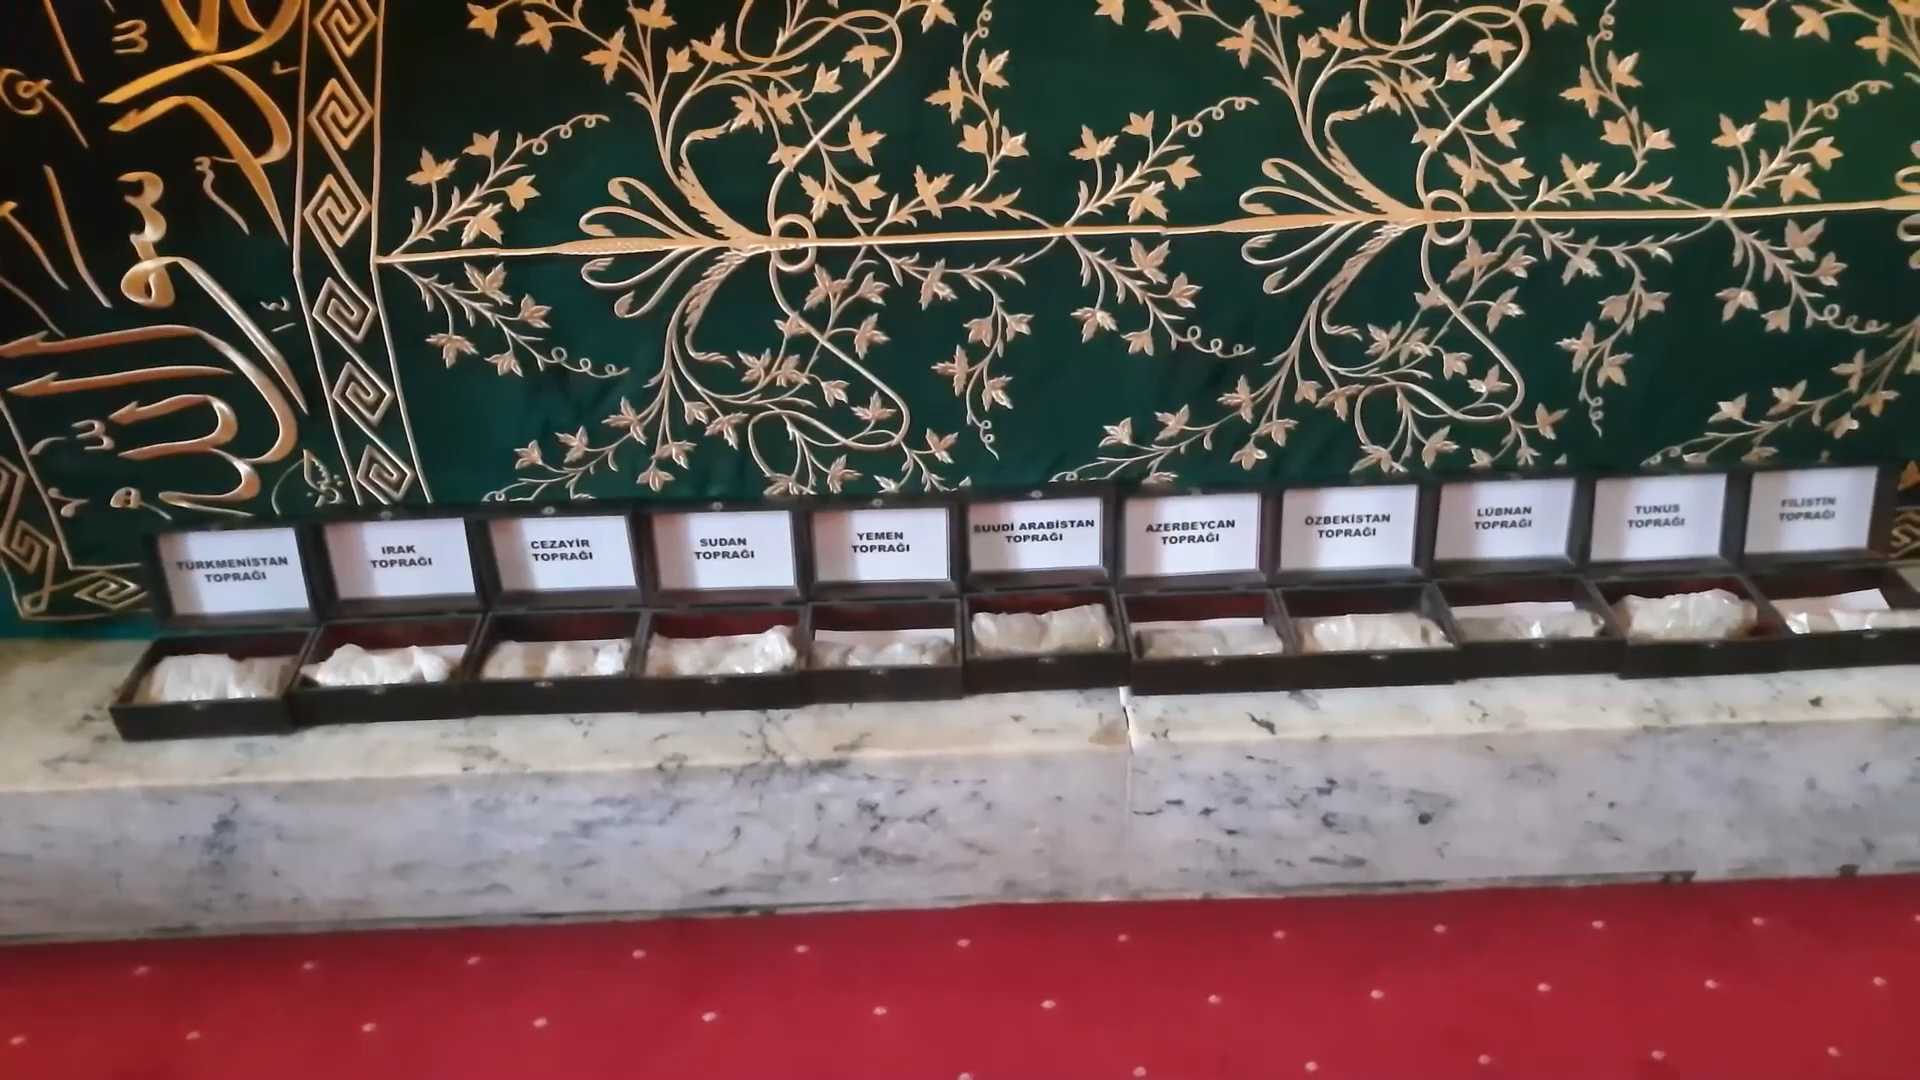 TÜRKMENİSTAN
TOPRAĞI
IRAK
TOPRAĞI
CEZAYİR
TOPRAĞI
SUDAN
TOPRAĞI
YEMEN
TOPRAĞI
SUUDİ ARABİSTAN
TOPRAĞI
AZERBEYCAN
TOPRAĞI
ÖZBEKİSTAN
TOPRAĞI
LÜBNAN
TOPRAĞI
TUNUS
TOPRAĞI
FİLİSTİN
TOPRAĞI